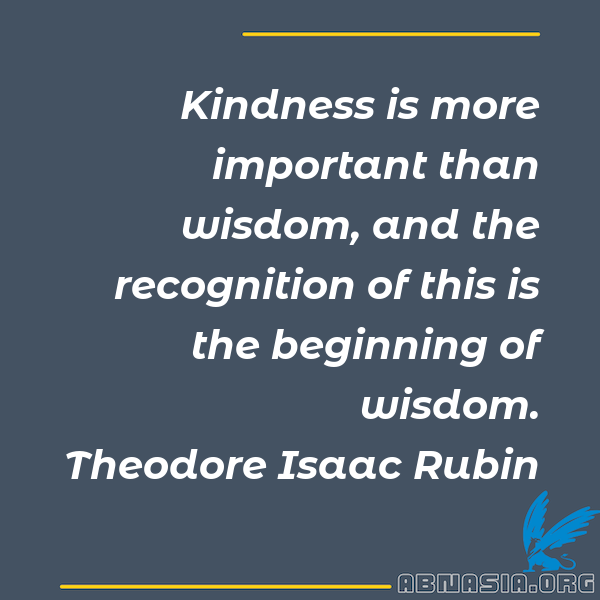 Kindness is more
important than
wisdom, and the
recognition of this is
the beginning of
wisdom.
Theodore Isaac Rubin
ABNASIA.ORG